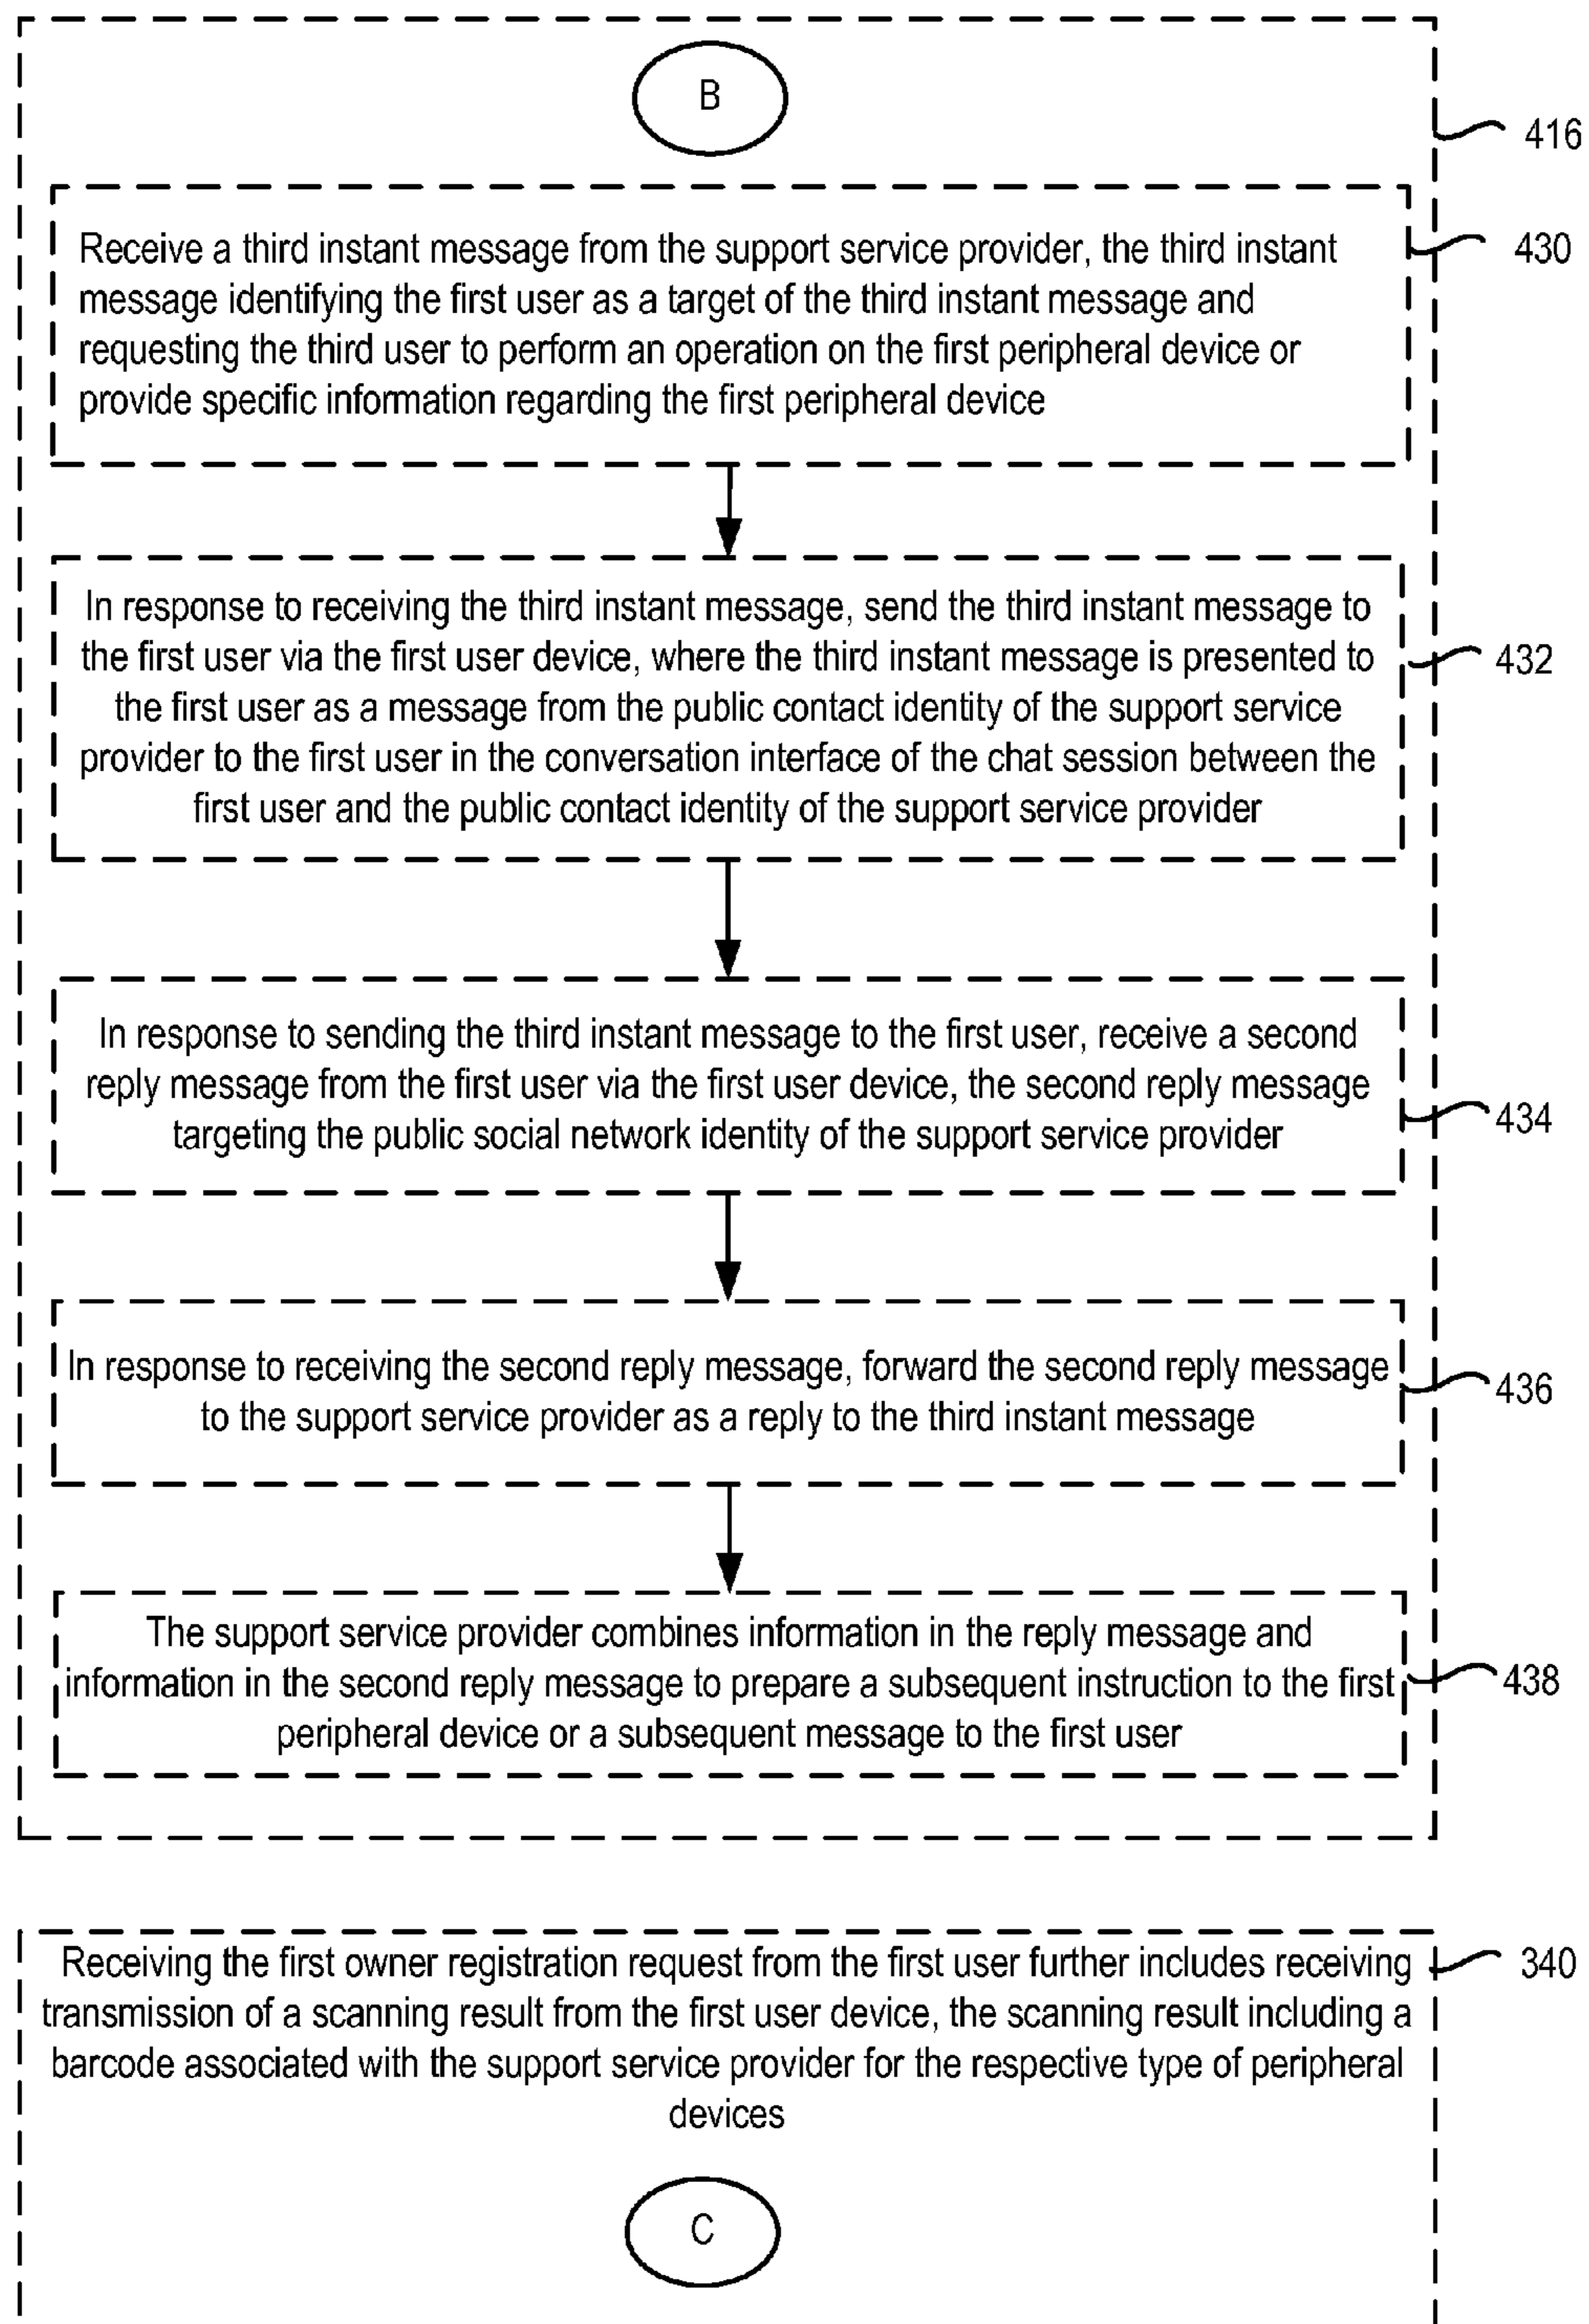 B
416
Receive a third instant message from the support service provider, the third instant
message identifying the first user as a target of the third instant message and
requesting the third user to perform an operation on the first peripheral device or
provide specific information regarding the first peripheral device
430
In response to receiving the third instant message, send the third instant message to
the first user via the first user device, where the third instant message is presented to
the first user as a message from the public contact identity of the support service
provider to the first user in the conversation interface of the chat session between the
first user and the public contact identity of the support service provider
432
In response to sending the third instant message to the first user, receive a second
reply message from the first user via the first user device, the second reply message
targeting the public social network identity of the support service provider
434
In response to receiving the second reply message, forward the second reply message
to the support service provider as a reply to the third instant message
436
The support service provider combines information in the reply message and
information in the second reply message to prepare a subsequent instruction to the first
peripheral device or a subsequent message to the first user
438
Receiving the first owner registration request from the first user further includes receiving
transmission of a scanning result from the first user device, the scanning result including a
barcode associated with the support service provider for the respective type of peripheral
devices
340
C